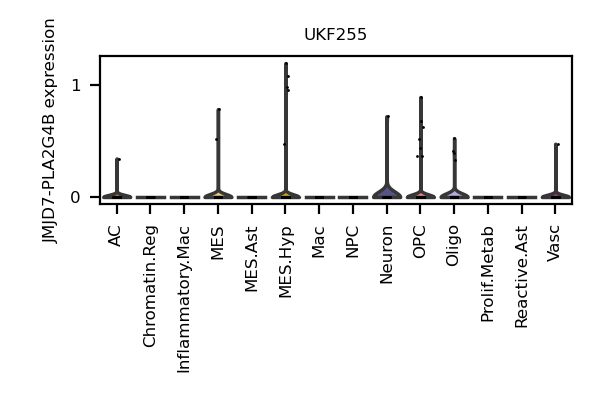 UKF255
JMJD7-PLA2G4B expression
1
0
AC
Chromatin.Reg
Inflammatory.Mac
MES
MES.Ast
MES.Hyp
Mac
NPC
Neuron
OPC
Oligo
Prolif.Metab
Reactive.Ast
Vasc